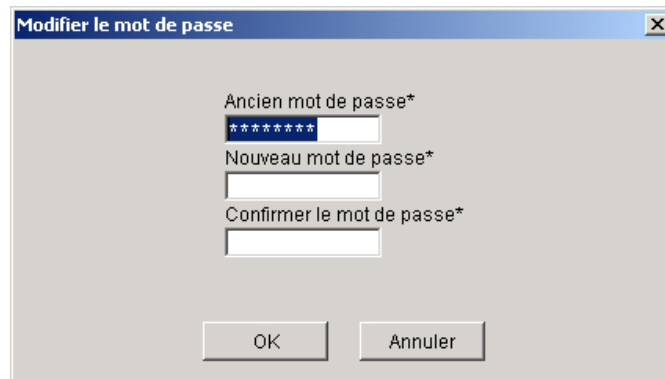 Modifier le mot de passe
Ancien mot de passe*
********
Nouveau mot de passe*
Confirmer le mot de passe*
OK Annuler